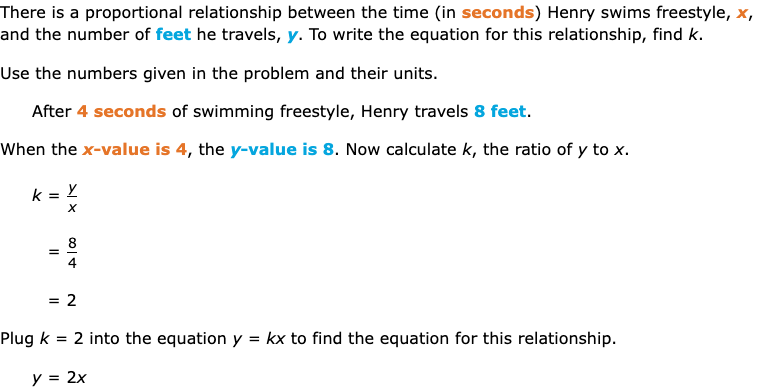 There is a proportional relationship between the time (in seconds) Henry swims freestyle, x,
and the number of feet he travels, y. To write the equation for this relationship, find k.
Use the numbers given in the problem and their units.
After 4 seconds of swimming freestyle, Henry travels 8 feet.
When the x-value is 4, the y-value is 8. Now calculate k, the ratio of y to x.
k = y/x
= 8/4
= 2
Plug k = 2 into the equation y = kx to find the equation for this relationship.
y = 2x